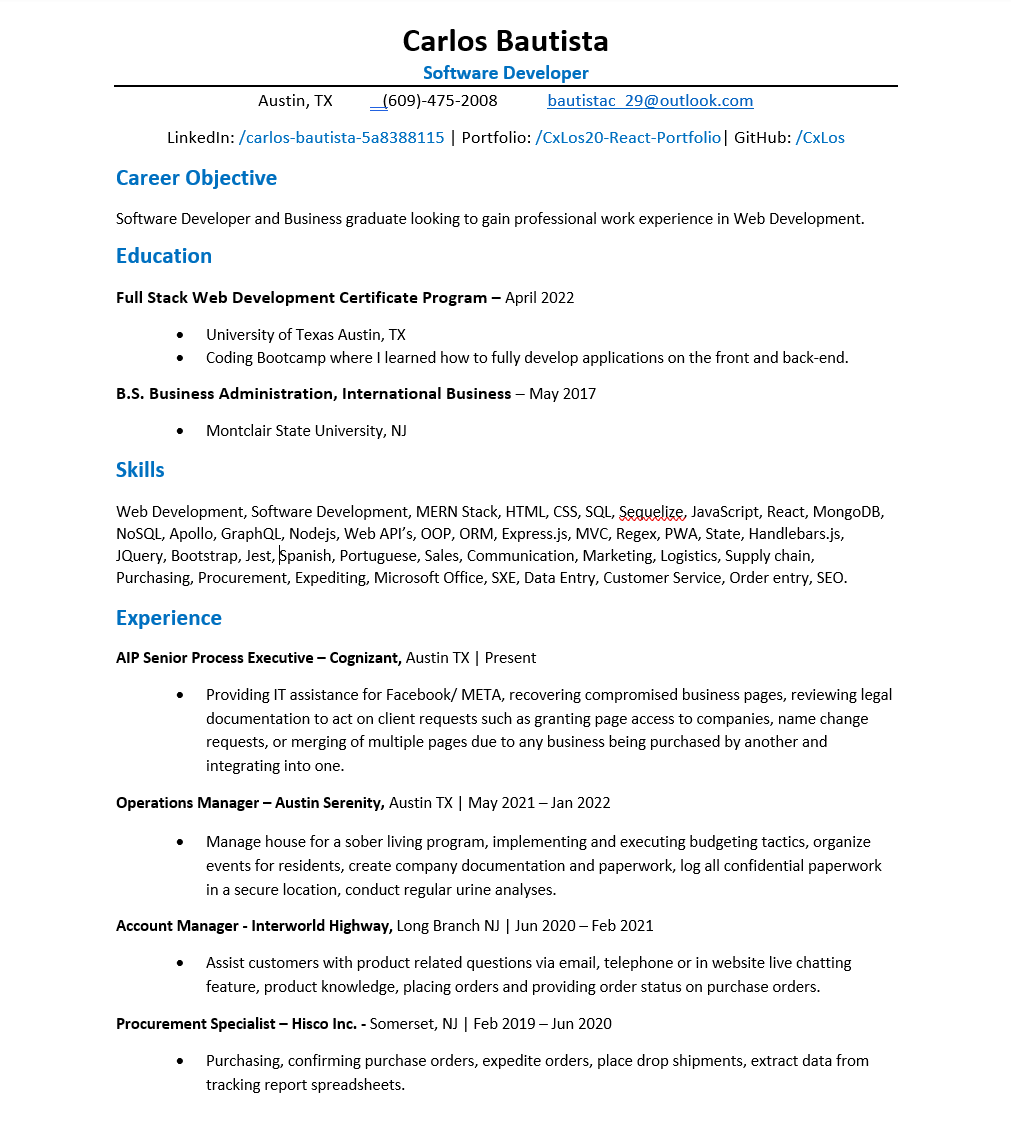 Carlos Bautista
Software Developer
Austin, TX __(609)-475-2008 bautistac_29@outlook.com
LinkedIn: /carlos-bautista-5a8388115 | Portfolio: /CxLos20-React-Portfolio| GitHub: /CxLos
Career Objective
Software Developer and Business graduate looking to gain professional work experience in Web Development.
Education
Full Stack Web Development Certificate Program – April 2022
• University of Texas Austin, TX
• Coding Bootcamp where I learned how to fully develop applications on the front and back-end.
B.S. Business Administration, International Business – May 2017
• Montclair State University, NJ
Skills
Web Development, Software Development, MERN Stack, HTML, CSS, SQL, Sequelize, JavaScript, React, MongoDB,
NoSQL, Apollo, GraphQL, Nodejs, Web API’s, OOP, ORM, Express.js, MVC, Regex, PWA, State, Handlebars.js,
JQuery, Bootstrap, Jest, Spanish, Portuguese, Sales, Communication, Marketing, Logistics, Supply chain,
Purchasing, Procurement, Expediting, Microsoft Office, SXE, Data Entry, Customer Service, Order entry, SEO.
Experience
AIP Senior Process Executive – Cognizant, Austin TX | Present
• Providing IT assistance for Facebook/ META, recovering compromised business pages, reviewing legal
documentation to act on client requests such as granting page access to companies, name change
requests, or merging of multiple pages due to any business being purchased by another and
integrating into one.
Operations Manager – Austin Serenity, Austin TX | May 2021 – Jan 2022
• Manage house for a sober living program, implementing and executing budgeting tactics, organize
events for residents, create company documentation and paperwork, log all confidential paperwork
in a secure location, conduct regular urine analyses.
Account Manager - Interworld Highway, Long Branch NJ | Jun 2020 – Feb 2021
• Assist customers with product related questions via email, telephone or in website live chatting
feature, product knowledge, placing orders and providing order status on purchase orders.
Procurement Specialist – Hisco Inc. - Somerset, NJ | Feb 2019 – Jun 2020
• Purchasing, confirming purchase orders, expedite orders, place drop shipments, extract data from
tracking report spreadsheets.